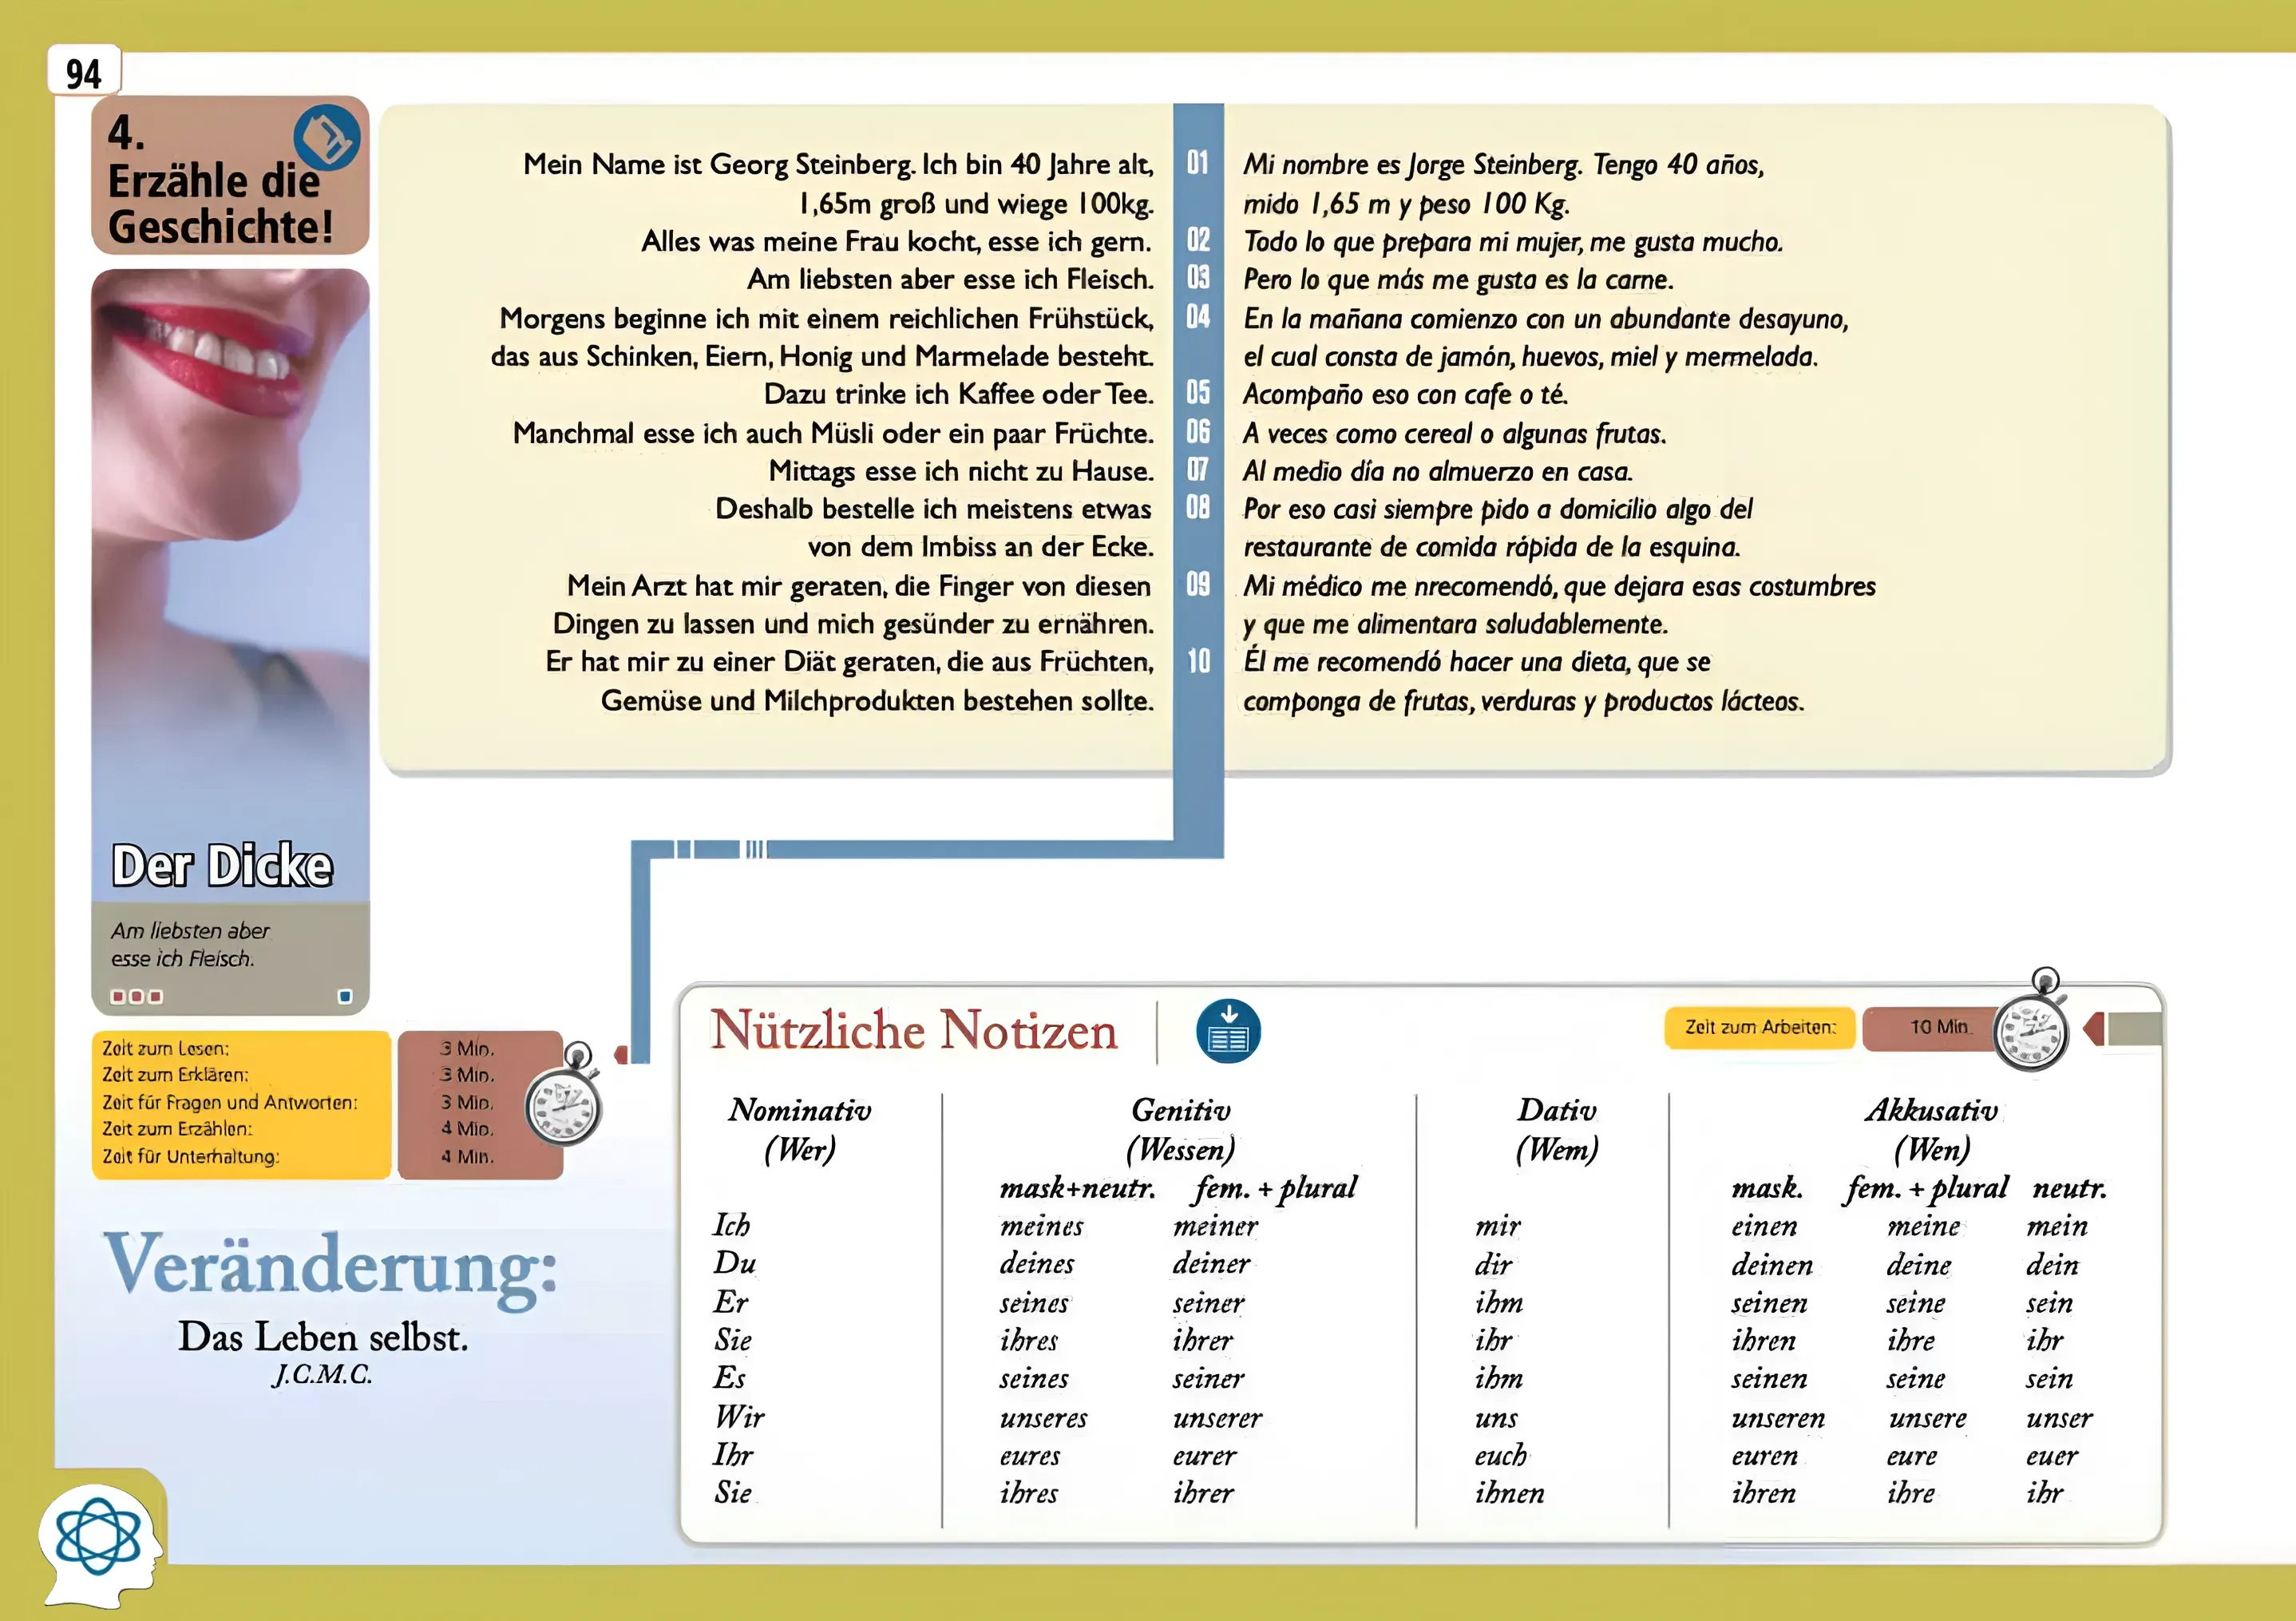 94
4.
Erzähle die
Geschichte!
Mein Name ist Georg Steinberg. Ich bin 40 Jahre alt,
1,65m groß und wiege 100kg.
Alles was meine Frau kocht, esse ich gern.
Am liebsten aber esse ich Fleisch.
Morgens beginne ich mit einem reichlichen Frühstück,
das aus Schinken, Eiern, Honig und Marmelade besteht.
Dazu trinke ich Kaffee oder Tee.
Manchmal esse ich auch Müsli oder ein paar Früchte.
Mittags esse ich nicht zu Hause.
Deshalb bestelle ich meistens etwas
von dem Imbiss an der Ecke.
Mein Arzt hat mir geraten, die Finger von diesen
Dingen zu lassen und mich gesünder zu ernähren.
Er hat mir zu einer Diät geraten, die aus Früchten,
Gemüse und Milchprodukten bestehen sollte.
01
02
03
04
05
06
07
08
09
10
Mi nombre es Jorge Steinberg. Tengo 40 años,
mido 1,65 m y peso 100 Kg.
Todo lo que prepara mi mujer, me gusta mucho.
Pero lo que más me gusta es la carne.
En la mañana comienzo con un abundante desayuno,
el cual consta de jamón, huevos, miel y mermelada.
Acompaño eso con cafe o té.
A veces como cereal o algunas frutas.
Al medio día no almuerzo en casa.
Por eso casi siempre pido a domicilio algo del
restaurante de comida rápida de la esquina.
Mi médico me nrecomendó, que dejara esas costumbres
y que me alimentara saludablemente.
Él me recomendó hacer una dieta, que se
componga de frutas, verduras y productos lácteos.
Der Dicke
Am liebsten aber
esse ich Fleisch.
Zeit zum Lesen: 3 Min.
Zeit zum Erklären: 3 Min.
Zeit für Fragen und Antworten: 3 Min.
Zeit zum Erzählen: 4 Min.
Zeit für Unterhaltung: 4 Min.
Veränderung:
Das Leben selbst.
J.C.M.C.
Nützliche Notizen
Zeit zum Arbeiten: 10 Min.
Nominativ Genitiv Dativ Akkusativ
(Wer) (Wessen) (Wem) (Wen)
mask+neutr. fem. + plural mask. fem. + plural neutr.
Ich meines meiner mir einen meine mein
Du deines deiner dir deinen deine dein
Er seines seiner ihm seinen seine sein
Sie ihres ihrer ihr ihren ihre ihr
Es seines seiner ihm seinen seine sein
Wir unseres unserer uns unseren unsere unser
Ihr eures eurer euch euren eure euer
Sie ihres ihrer ihnen ihren ihre ihr